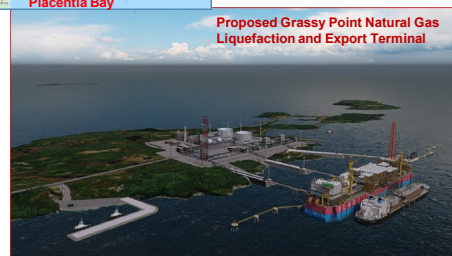 Placentia Bay
Proposed Grassy Point Natural Gas
Liquefaction and Export Terminal